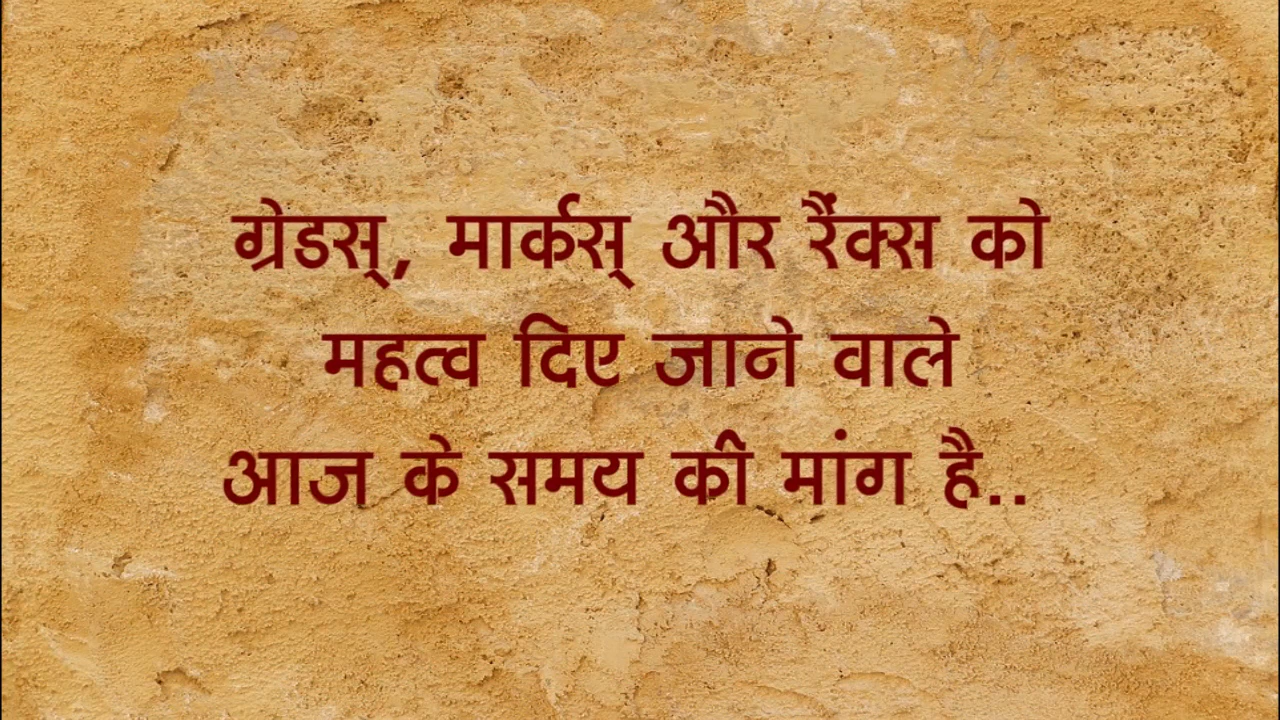 ग्रेडस्, मार्कस् और रैंक्स को
महत्व दिए जाने वाले
आज के समय की मांग है..